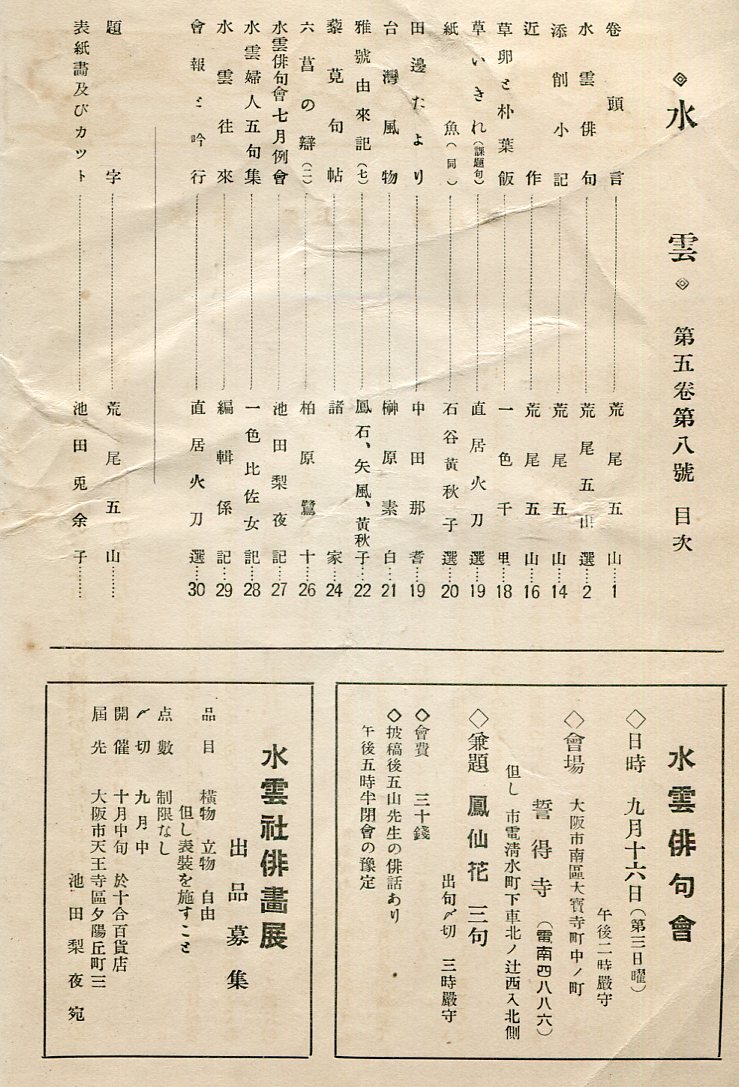 ◈水雲◈ 第五卷第八號 目次
卷頭言……荒尾五山……1
水雲俳句……荒尾五山選……2
添削小記……荒尾五山……14
近作……荒尾五山……16
草卵と朴葉飯……一色千里……18
草いきれ(課題句)……直居火刀選……19
紙魚(同)……石谷黃秋子選……20
田邊たより……中田那耆……19
台灣風物……榊原素白……21
雅號由來記(七)……鳳石、矢風、黃秋子……22
藜莧句帖……諸家……24
六菖の辯(二)……柏原鷺十……26
水雲俳句會七月例會……池田梨夜記……27
水雲婦人五句集……一色比佐女記……28
水雲往來……編輯係記……29
會報と吟行……直居火刀選……30
題字……荒尾五山……
表紙畫及びカット……池田兎余子……
水雲俳句會
◇日時 九月十六日(第三日曜)
午後二時嚴守
◇會場 大阪市南區大寶寺町中ノ町
誓得寺(電南四八八六)
但し 市電清水町下車北ノ辻西入北側
◇兼題 鳳仙花 三句
出句〆切 三時嚴守
◇會費 三十錢
◇披稿後五山先生の俳話あり
午後五時半閉會の豫定
水雲社俳畫展
出品募集
品目 橫物 立物 自由
但し表裝を施すこと
点數 制限なし
〆切 九月中
開催 十月中旬 於十合百貨店
屆先 大阪市天王寺區夕陽丘町三
池田梨夜宛